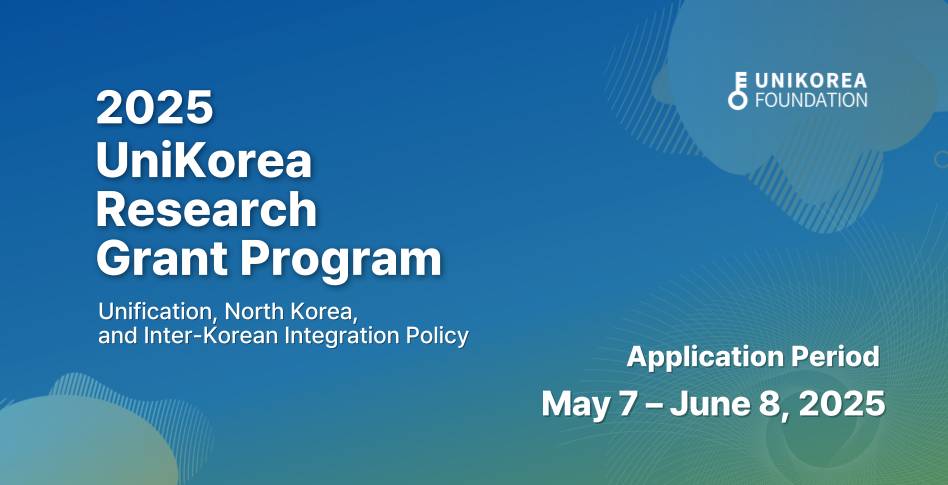 UNIKOREA
FOUNDATION
2025
UniKorea
Research
Grant Program
Unification, North Korea,
and Inter-Korean Integration Policy
Application Period
May 7 – June 8, 2025